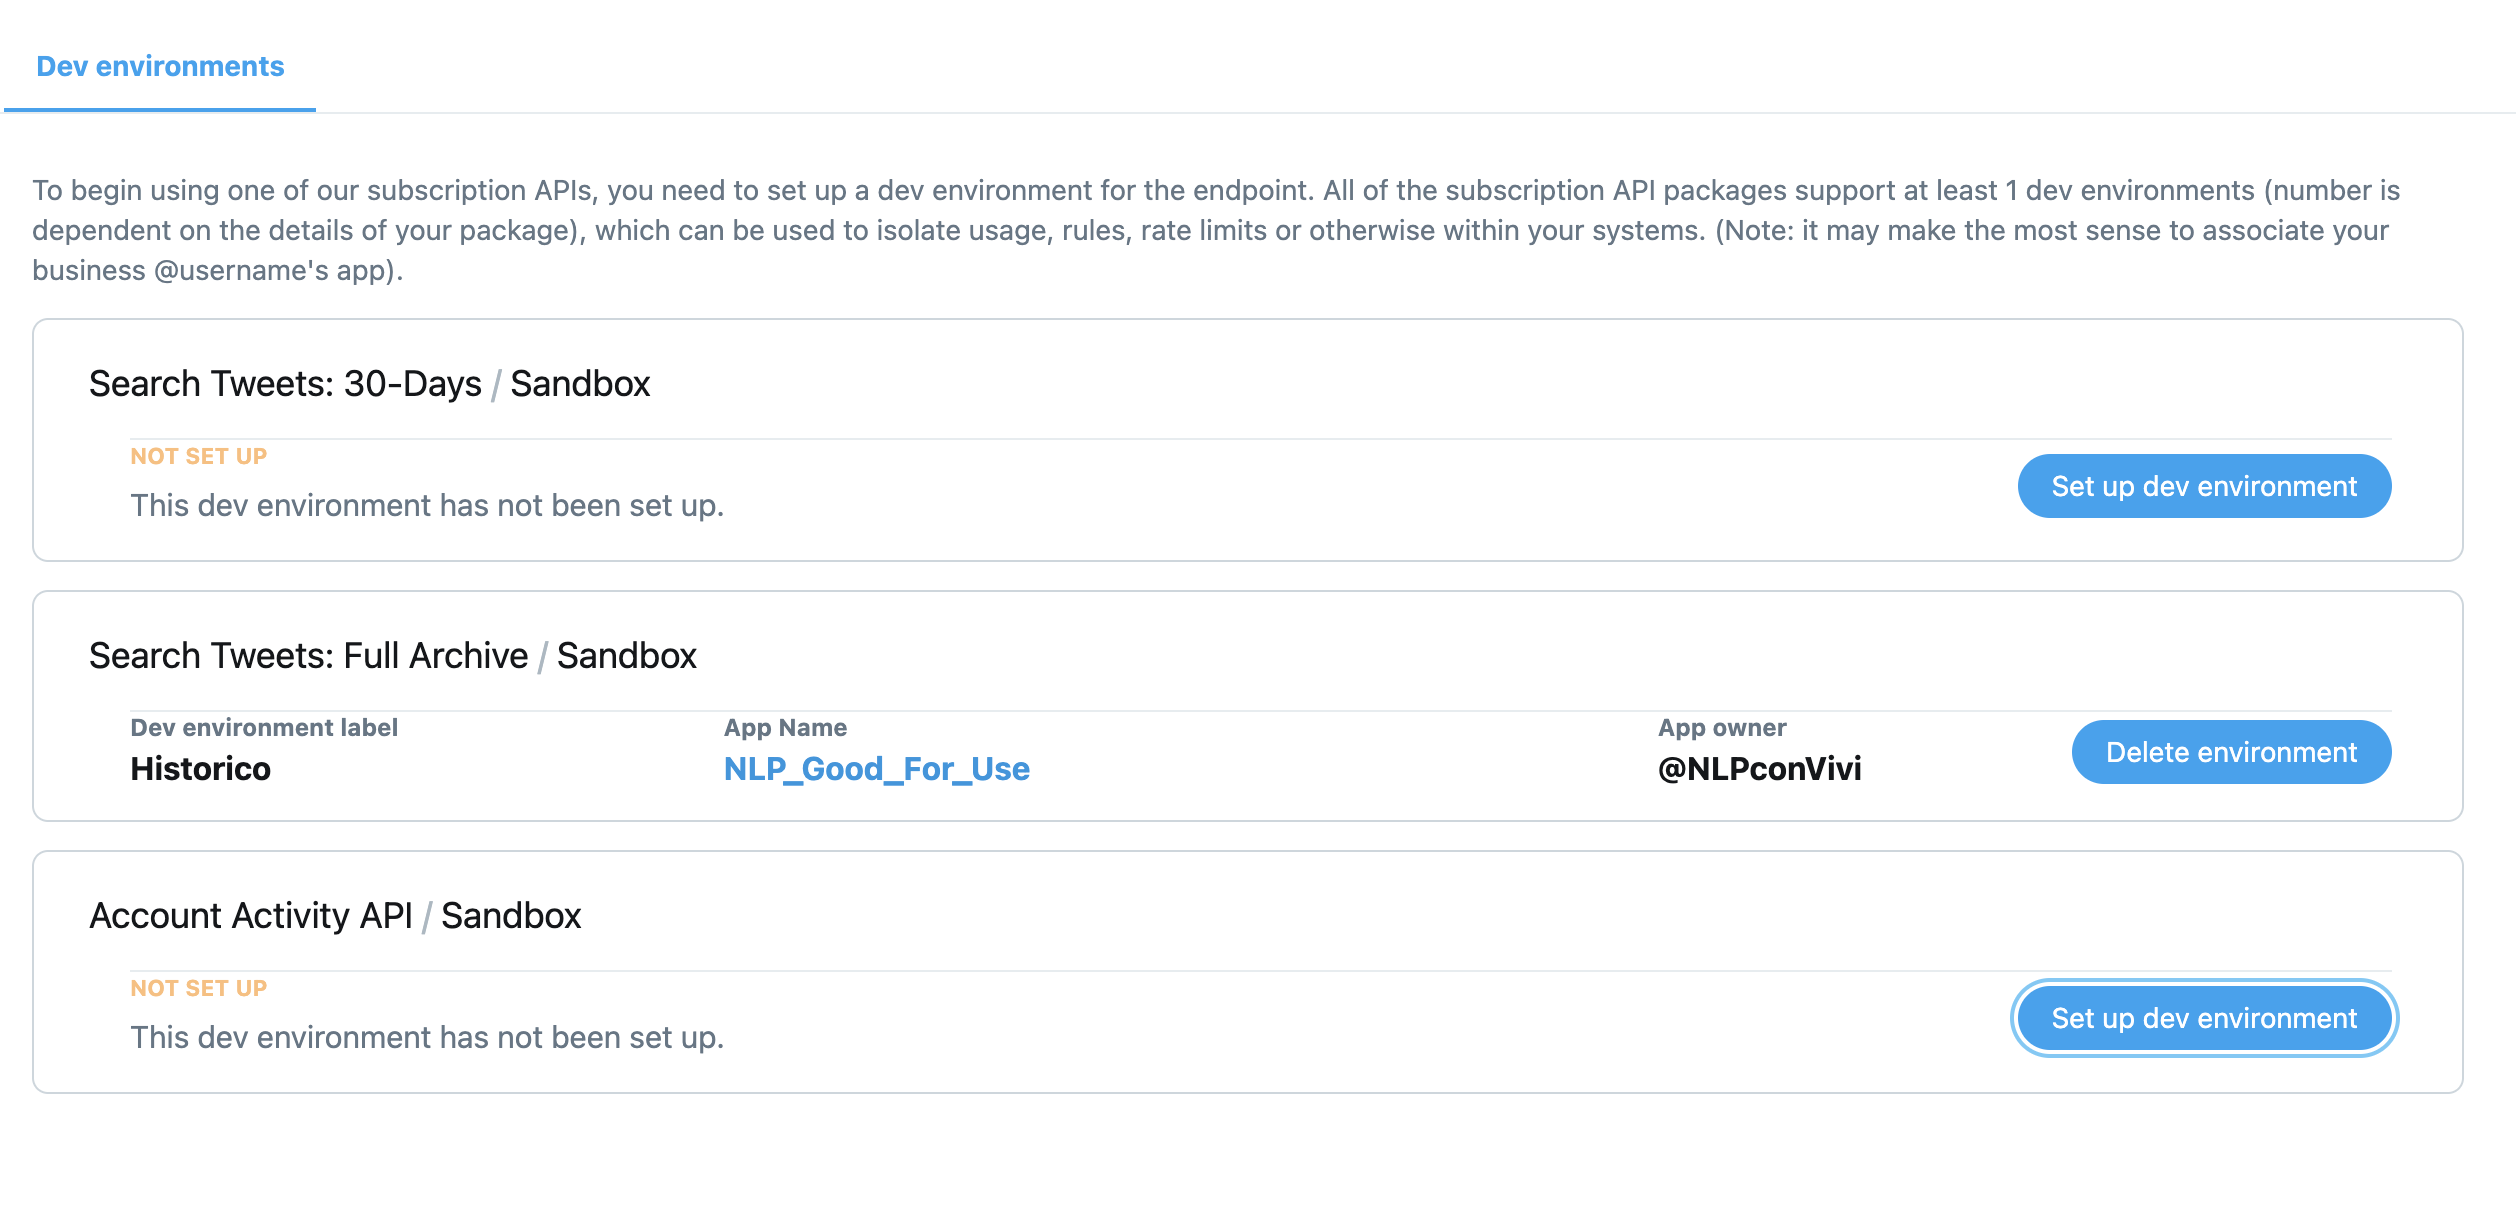 Dev environments
To begin using one of our subscription APIs, you need to set up a dev environment for the endpoint. All of the subscription API packages support at least 1 dev environments (number is
dependent on the details of your package), which can be used to isolate usage, rules, rate limits or otherwise within your systems. (Note: it may make the most sense to associate your
business @username's app).
Search Tweets: 30-Days / Sandbox
NOT SET UP
This dev environment has not been set up.
Set up dev environment
Search Tweets: Full Archive / Sandbox
Dev environment label
Historico
App Name
NLP_Good_For_Use
App owner
@NLPconVivi
Delete environment
Account Activity API / Sandbox
NOT SET UP
This dev environment has not been set up.
Set up dev environment